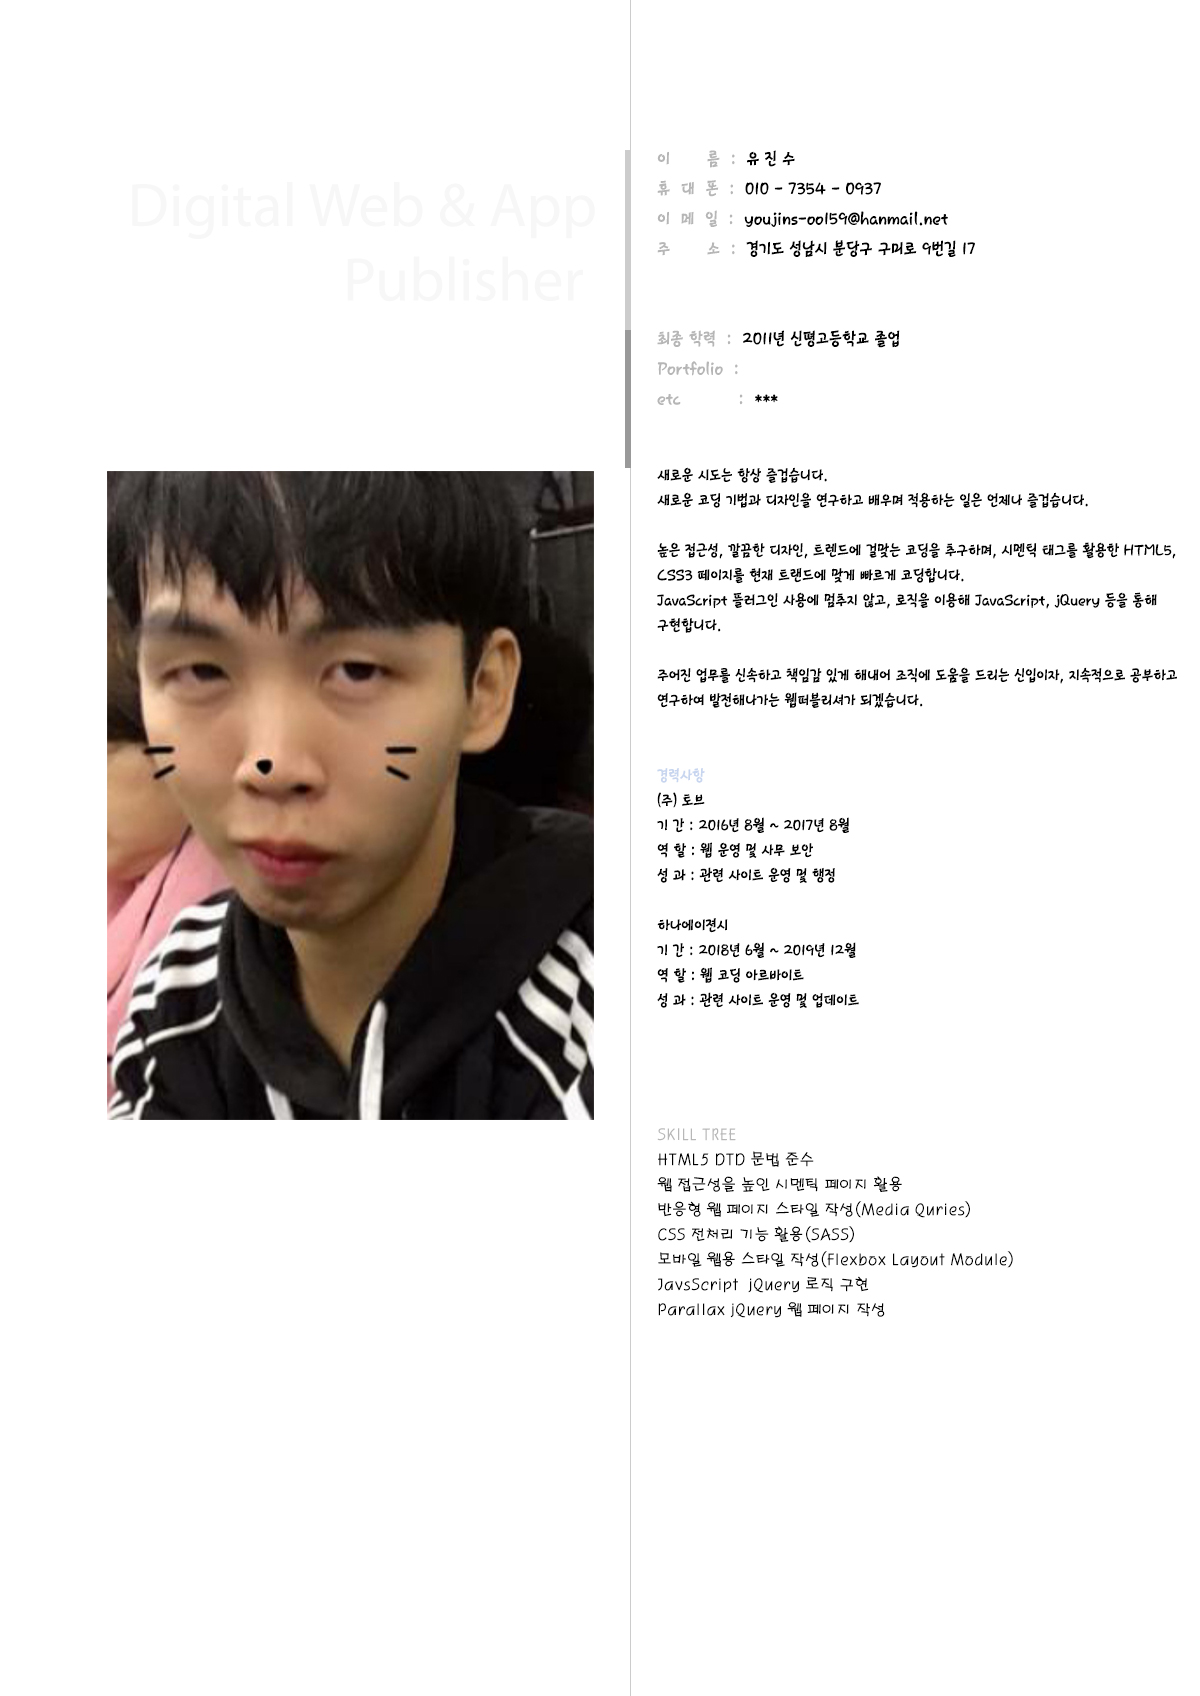 Digital Web & App
Publisher
이 름 : 유 진 수
휴 대 폰 : 010 - 7354 - 0937
이 메 일 : youjins-oo159@hanmail.net
주 소 : 경기도 성남시 분당구 구미로 9번길 17
최종 학력 : 2011년 신평고등학교 졸업
Portfolio :
etc : ***
새로운 시도는 항상 즐겁습니다.
새로운 코딩 기법과 디자인을 연구하고 배우며 적용하는 일은 언제나 즐겁습니다.
높은 접근성, 깔끔한 디자인, 트렌드에 걸맞는 코딩을 추구하며, 시멘틱 태그를 활용한 HTML5,
CSS3 페이지를 현재 트랜드에 맞게 빠르게 코딩합니다.
JavaScript 플러그인 사용에 멈추지 않고, 로직을 이용해 JavaScript, jQuery 등을 통해
구현합니다.
주어진 업무를 신속하고 책임감 있게 해내어 조직에 도움을 드리는 신입이자, 지속적으로 공부하고
연구하여 발전해나가는 웹퍼블리셔가 되겠습니다.
경력사항
(주) 토브
기 간 : 2016년 8월 ~ 2017년 8월
역 할 : 웹 운영 및 사무 보안
성 과 : 관련 사이트 운영 및 행정
하나에이젼시
기 간 : 2018년 6월 ~ 2019년 12월
역 할 : 웹 코딩 아르바이트
성 과 : 관련 사이트 운영 및 업데이트
SKILL TREE
HTML5 DTD 문법 준수
웹 접근성을 높인 시멘틱 페이지 활용
반응형 웹 페이지 스타일 작성(Media Quries)
CSS 전처리 기능 활용(SASS)
모바일 웹용 스타일 작성(Flexbox Layout Module)
JavsScript jQuery 로직 구현
Parallax jQuery 웹 페이지 작성